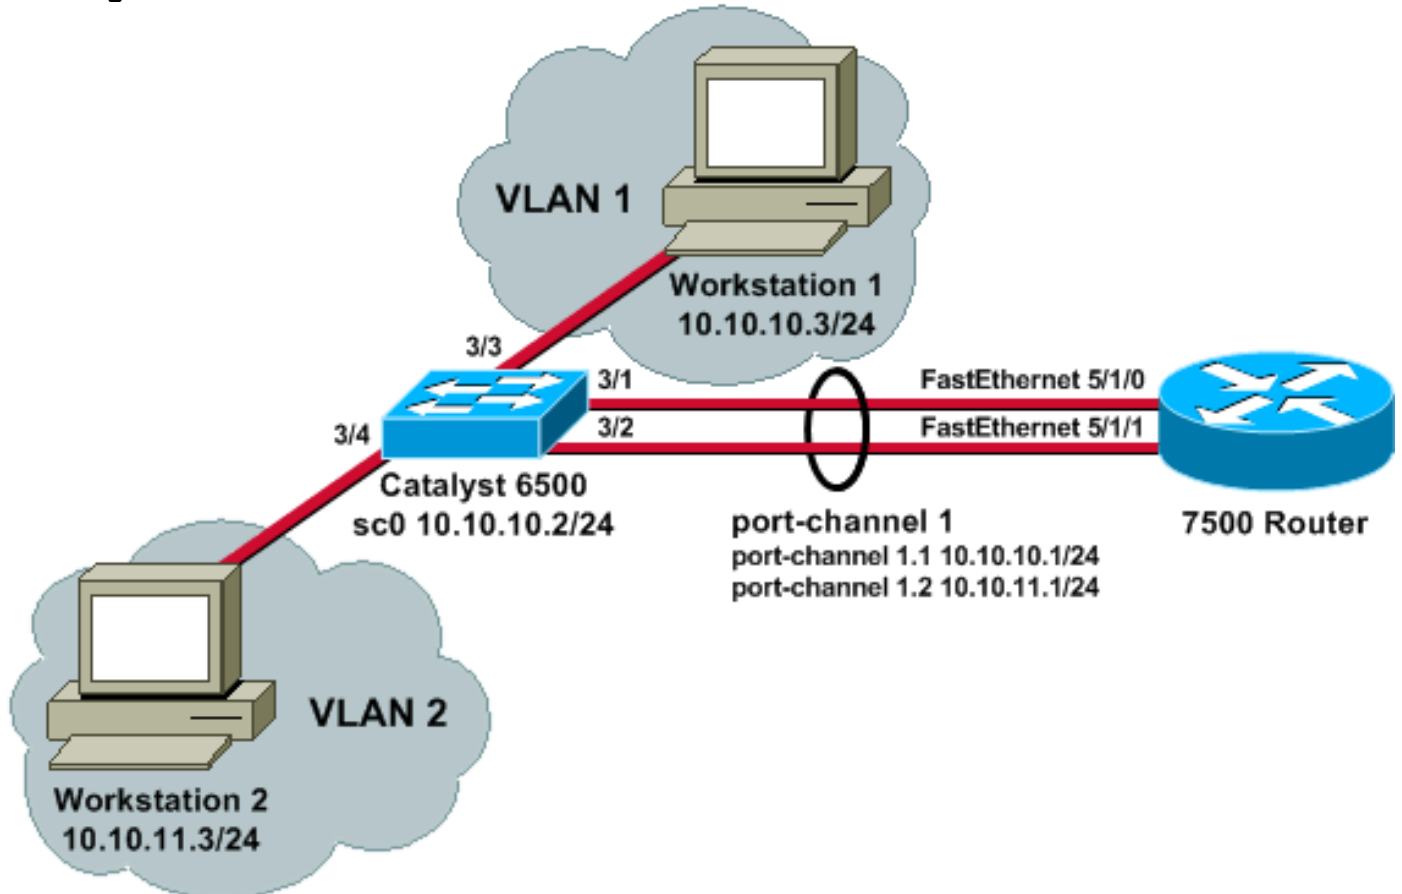 VLAN 1
Workstation 1
10.10.10.3/24
3/3
3/1
FastEthernet 5/1/0
3/4
3/2
FastEthernet 5/1/1
Catalyst 6500
sc0 10.10.10.2/24
port-channel 1
port-channel 1.1 10.10.10.1/24
port-channel 1.2 10.10.11.1/24
7500 Router
VLAN 2
Workstation 2
10.10.11.3/24